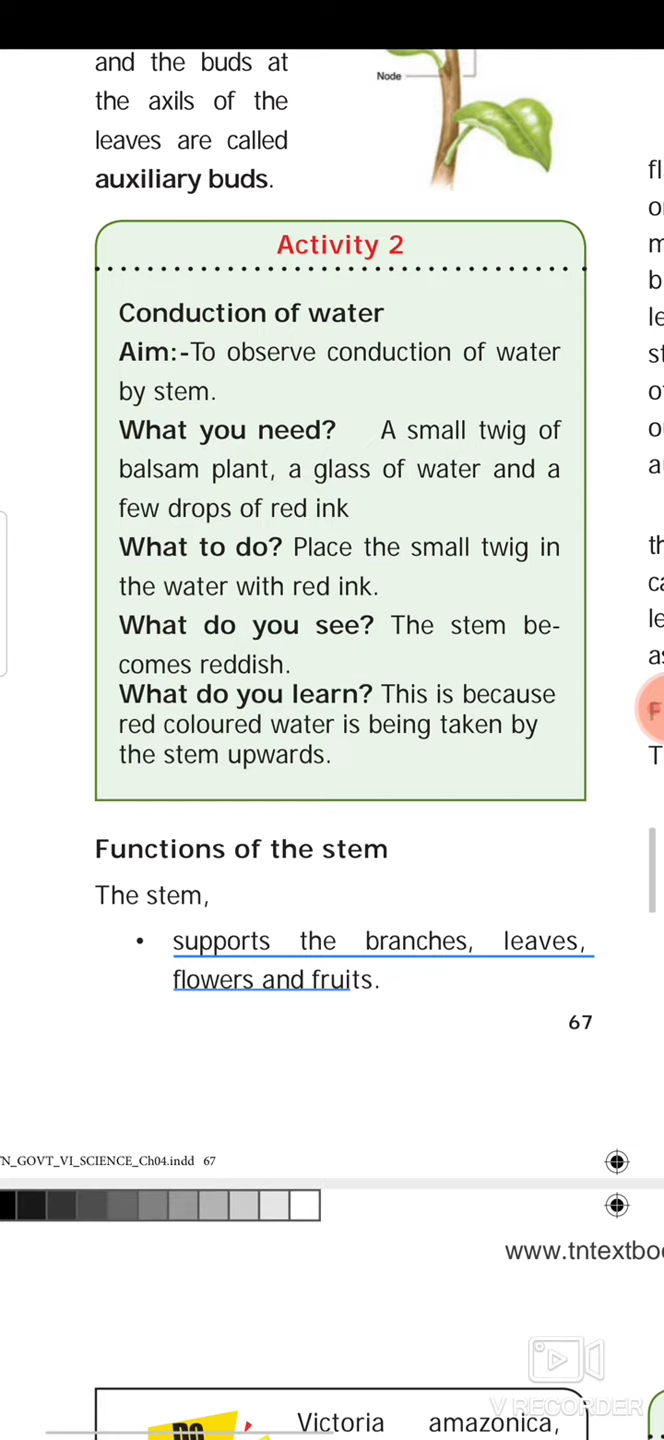 and the buds at
the axils of the
leaves are called
auxiliary buds.
Node
Activity 2
Conduction of water
Aim:-To observe conduction of water
by stem.
What you need? A small twig of
balsam plant, a glass of water and a
few drops of red ink
What to do? Place the small twig in
the water with red ink.
What do you see? The stem be-
comes reddish.
What do you learn? This is because
red coloured water is being taken by
the stem upwards.
Functions of the stem
The stem,
• supports the branches, leaves,
flowers and fruits.
67
N_GOVT_VI_SCIENCE_Ch04.indd 67
www.tntextboo
Victoria amazonica,
V RECORDER